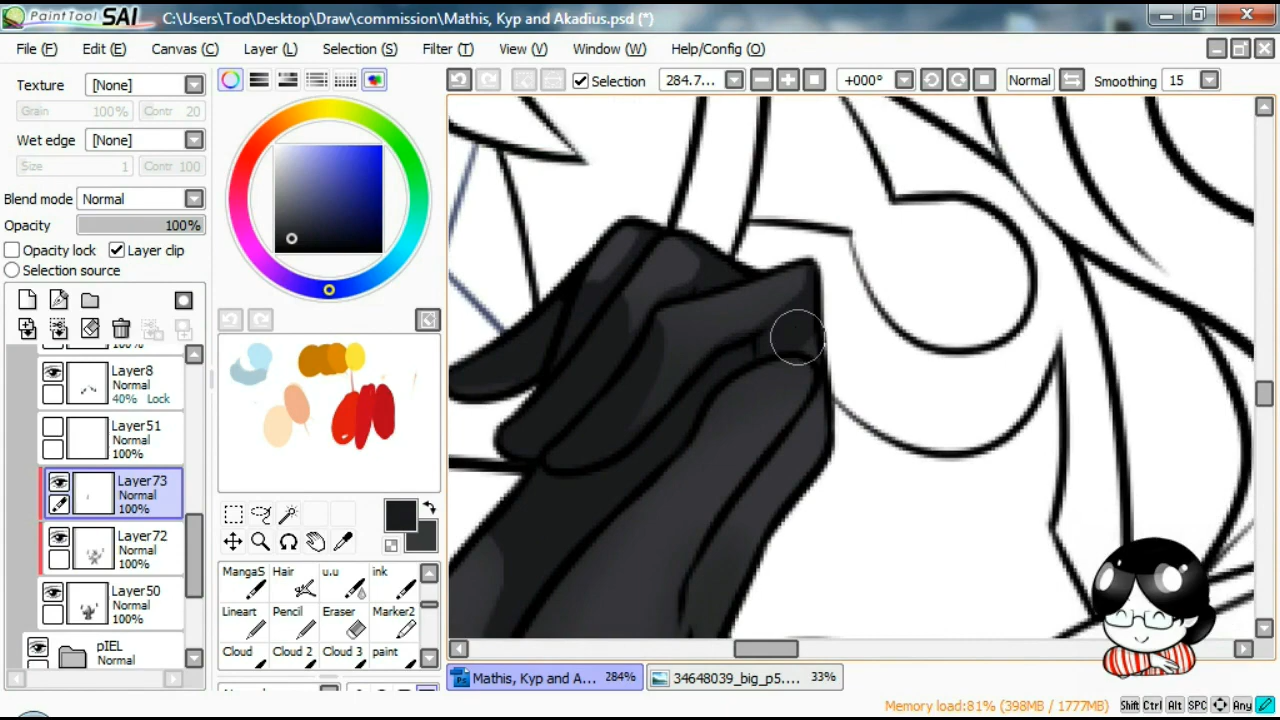 PaintTool SAI C:\Users\Tod\Desktop\Draw\commission\Mathis, Kyp and Akadius.psd (*)
File (F) Edit (E) Canvas (C) Layer (L) Selection (S) Filter (T) View (V) Window (W) Help/Config (O)
Texture [None]
Grain 100% Contr 20
Wet edge [None]
Size 1 Contr 100
Blend mode Normal
Opacity 100%
Opacity lock Layer clip
Selection source
Selection 284.7... +000° Normal Smoothing 15
100%
Layer8
Normal
40% Lock
Layer51
Normal
100%
Layer73
Normal
100%
Layer72
Normal
100%
Layer50
Normal
100%
pIEL
Normal
MangaS Hair u.u ink
Lineart Pencil Eraser Marker2
Cloud Cloud 2 Cloud 3 paint
Mathis, Kyp and A... 284% 34648039_big_p5.... 33%
Memory load:81% (398MB / 1777MB) Shift Ctrl Alt SPC Any